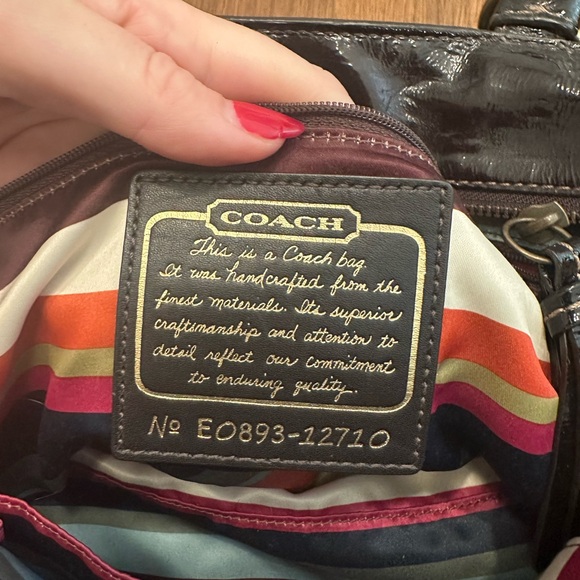 COACH
This is a Coach bag.
It was handcrafted from the
finest materials. Its superior
craftsmanship and attention to
detail reflect our commitment
to enduring quality.
Nº E0893-12710